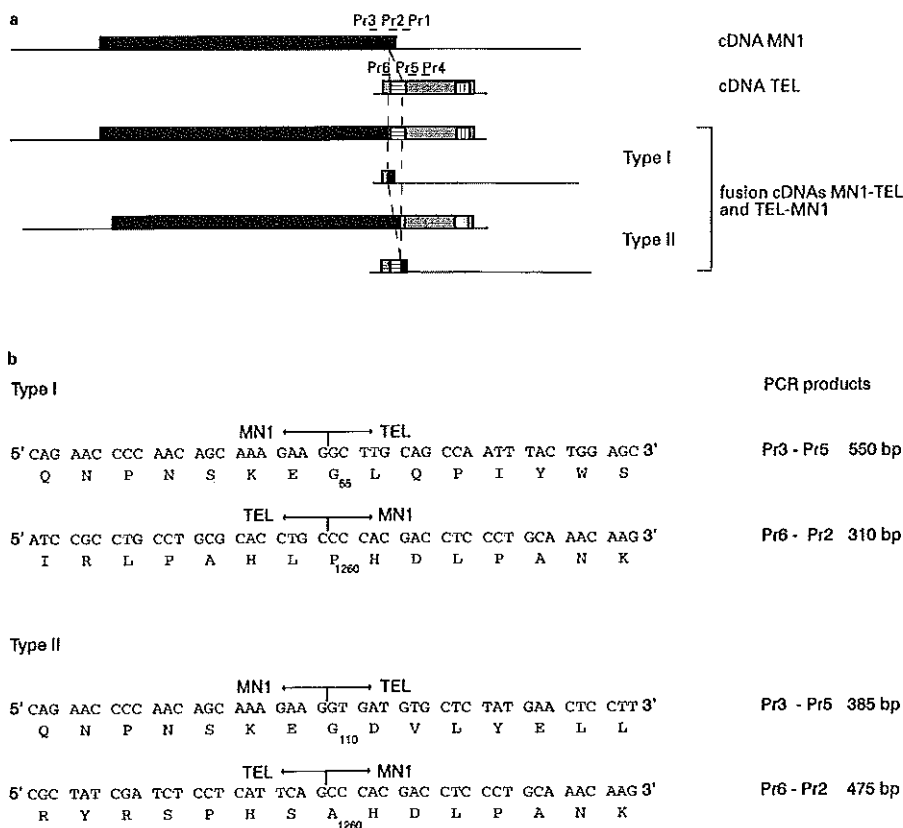 a
Pr3 Pr2 Pr1
cDNA MN1
Pr6 Pr5 Pr4
cDNA TEL
Type I
fusion cDNAs MN1-TEL
and TEL-MN1
Type II
b
Type I
PCR products
MN1 TEL
5' CAG AAC CCC AAC AGC AAA GAA GGC TTG CAG CCA ATT TAC TGG AGC 3'
Pr3 - Pr5 550 bp
Q N P N S K E G65 L Q P I Y W S
TEL MN1
5' ATC CGC CTG CCT GCG CAC CTG CCC CAC GAC CTC CCT GCA AAC AAG 3'
Pr6 - Pr2 310 bp
I R L P A H L P1260 H D L P A N K
Type II
MN1 TEL
5' CAG AAC CCC AAC AGC AAA GAA GGT GAT GTG CTC TAT GAA CTC CTT 3'
Pr3 - Pr5 385 bp
Q N P N S K E G110 D V L Y E L L
TEL MN1
5' CGC TAT CGA TCT CCT CAT TCA GCC CAC GAC CTC CCT GCA AAC AAG 3'
Pr6 - Pr2 475 bp
R Y R S P H S A1260 H D L P A N K